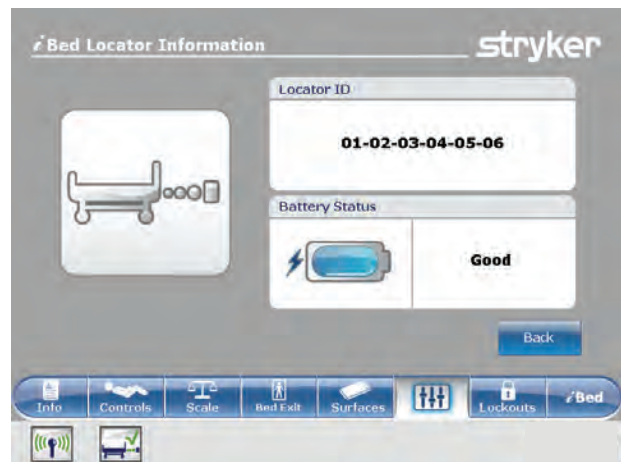 iBed Locator Information
stryker
Locator ID
01-02-03-04-05-06
Battery Status
Good
Back
Info
Controls
Scale
Bed Exit
Surfaces
Lockouts
iBed